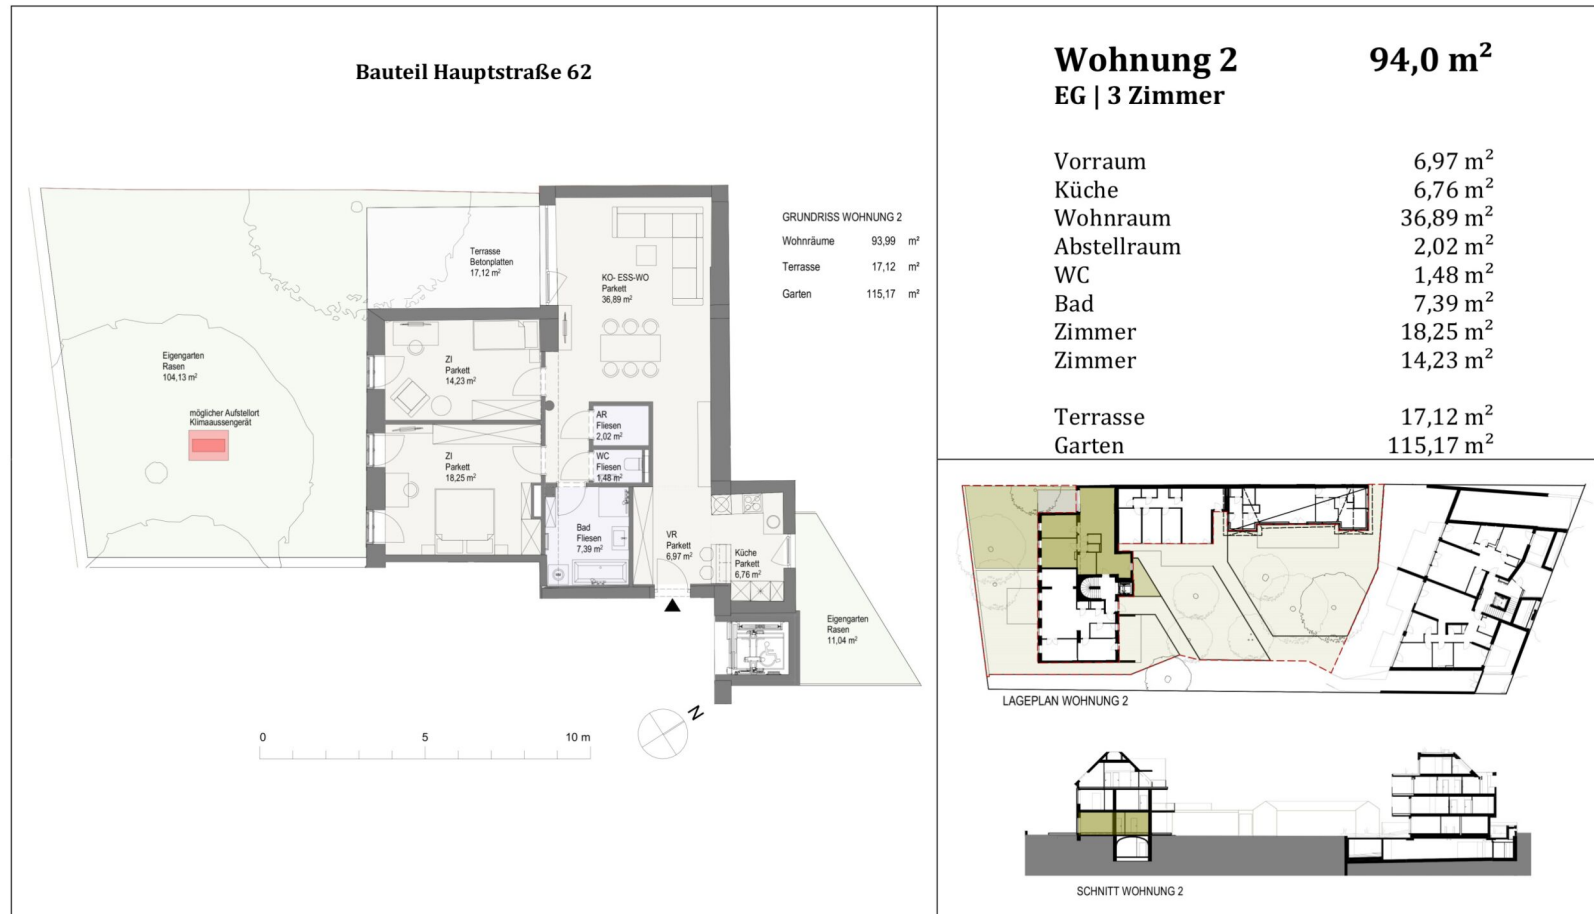 Bauteil Hauptstraße 62
Terrasse
Betonplatten
17,12 m²
KO- ESS-WO
Parkett
36,89 m²
GRUNDRISS WOHNUNG 2
Wohnräume 93,99 m²
Terrasse 17,12 m²
Garten 115,17 m²
Eigengarten
Rasen
104,13 m²
möglicher Aufstellort
Klimaaussengerät
ZI
Parkett
14,23 m²
AR
Fliesen
2,02 m²
ZI
Parkett
18,25 m²
WC
Fliesen
1,48 m²
Bad
Fliesen
7,39 m²
VR
Parkett
6,97 m²
Küche
Parkett
6,76 m²
Eigengarten
Rasen
11,04 m²
N
0 5 10 m
Wohnung 2 94,0 m²
EG | 3 Zimmer
Vorraum 6,97 m²
Küche 6,76 m²
Wohnraum 36,89 m²
Abstellraum 2,02 m²
WC 1,48 m²
Bad 7,39 m²
Zimmer 18,25 m²
Zimmer 14,23 m²
Terrasse 17,12 m²
Garten 115,17 m²
LAGEPLAN WOHNUNG 2
SCHNITT WOHNUNG 2